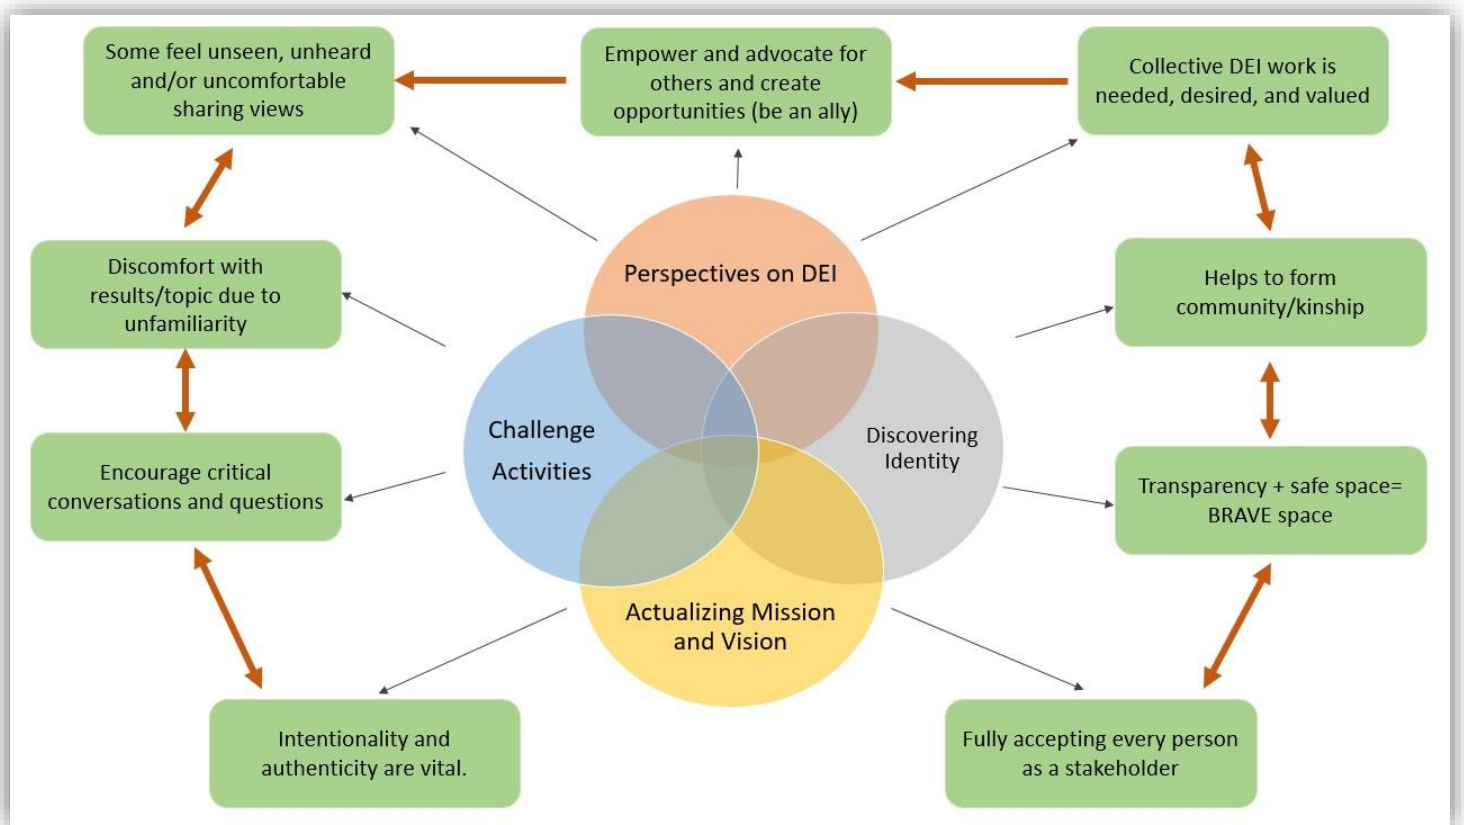 Some feel unseen, unheard
and/or uncomfortable
sharing views
Empower and advocate for
others and create
opportunities (be an ally)
Collective DEI work is
needed, desired, and valued
Discomfort with
results/topic due to
unfamiliarity
Perspectives on DEI
Helps to form
community/kinship
Encourage critical
conversations and questions
Challenge
Activities
Discovering
Identity
Transparency + safe space=
BRAVE space
Actualizing Mission
and Vision
Intentionality and
authenticity are vital.
Fully accepting every person
as a stakeholder